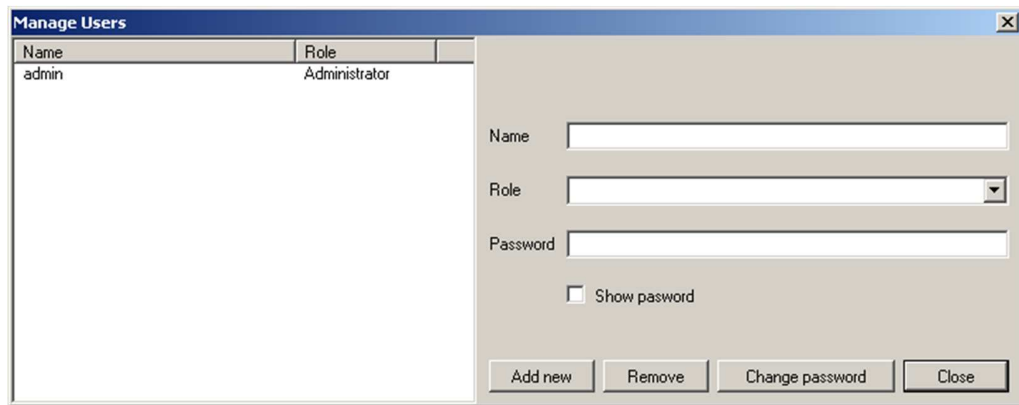 Manage Users
Name Role
admin Administrator
Name
Role
Password
Show pasword
Add new Remove Change password Close